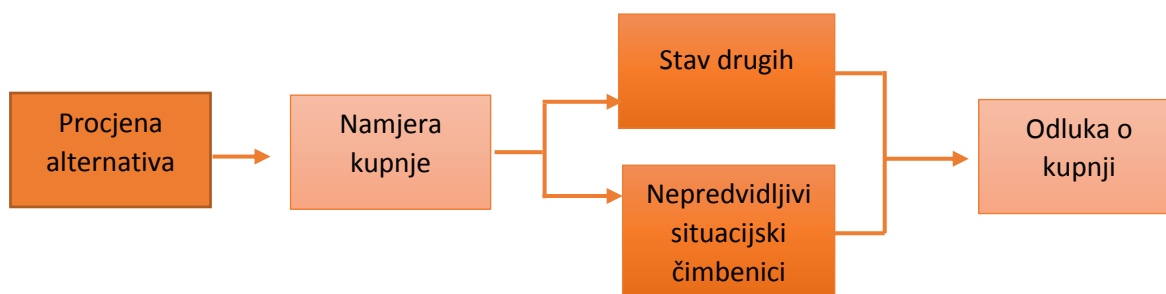 Procjena
alternativa
Namjera
kupnje
Stav drugih
Nepredvidljivi
situacijski
čimbenici
Odluka o
kupnji